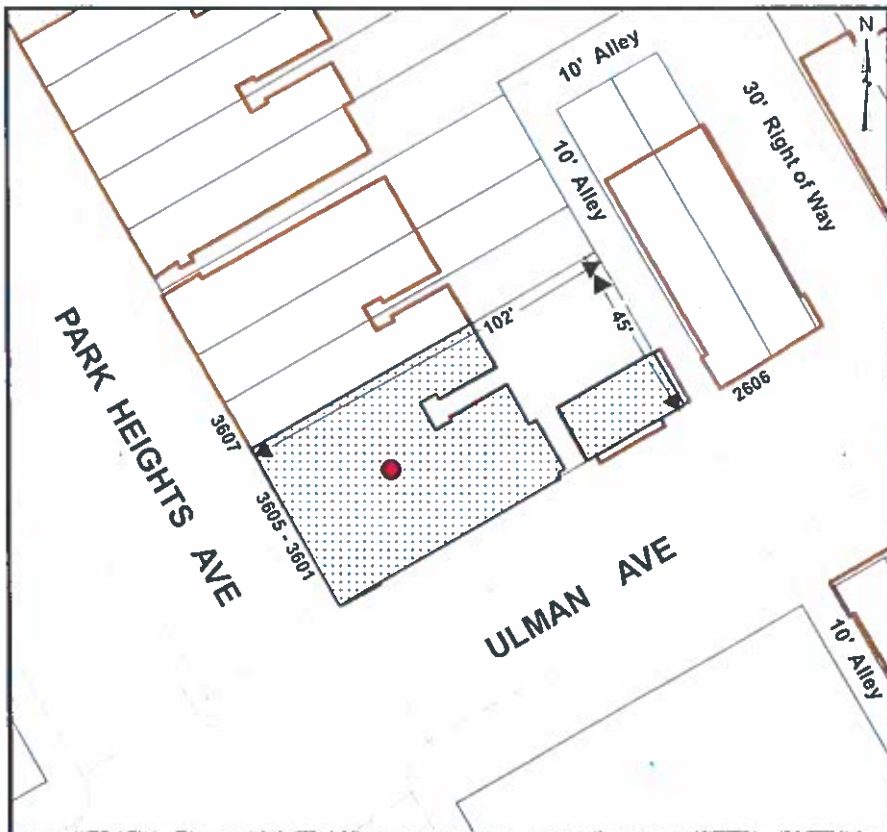 N
10' Alley
30' Right of Way
10' Alley
PARK HEIGHTS AVE
102'
45'
2606
3607
3605 - 3601
ULMAN AVE
10' Alley